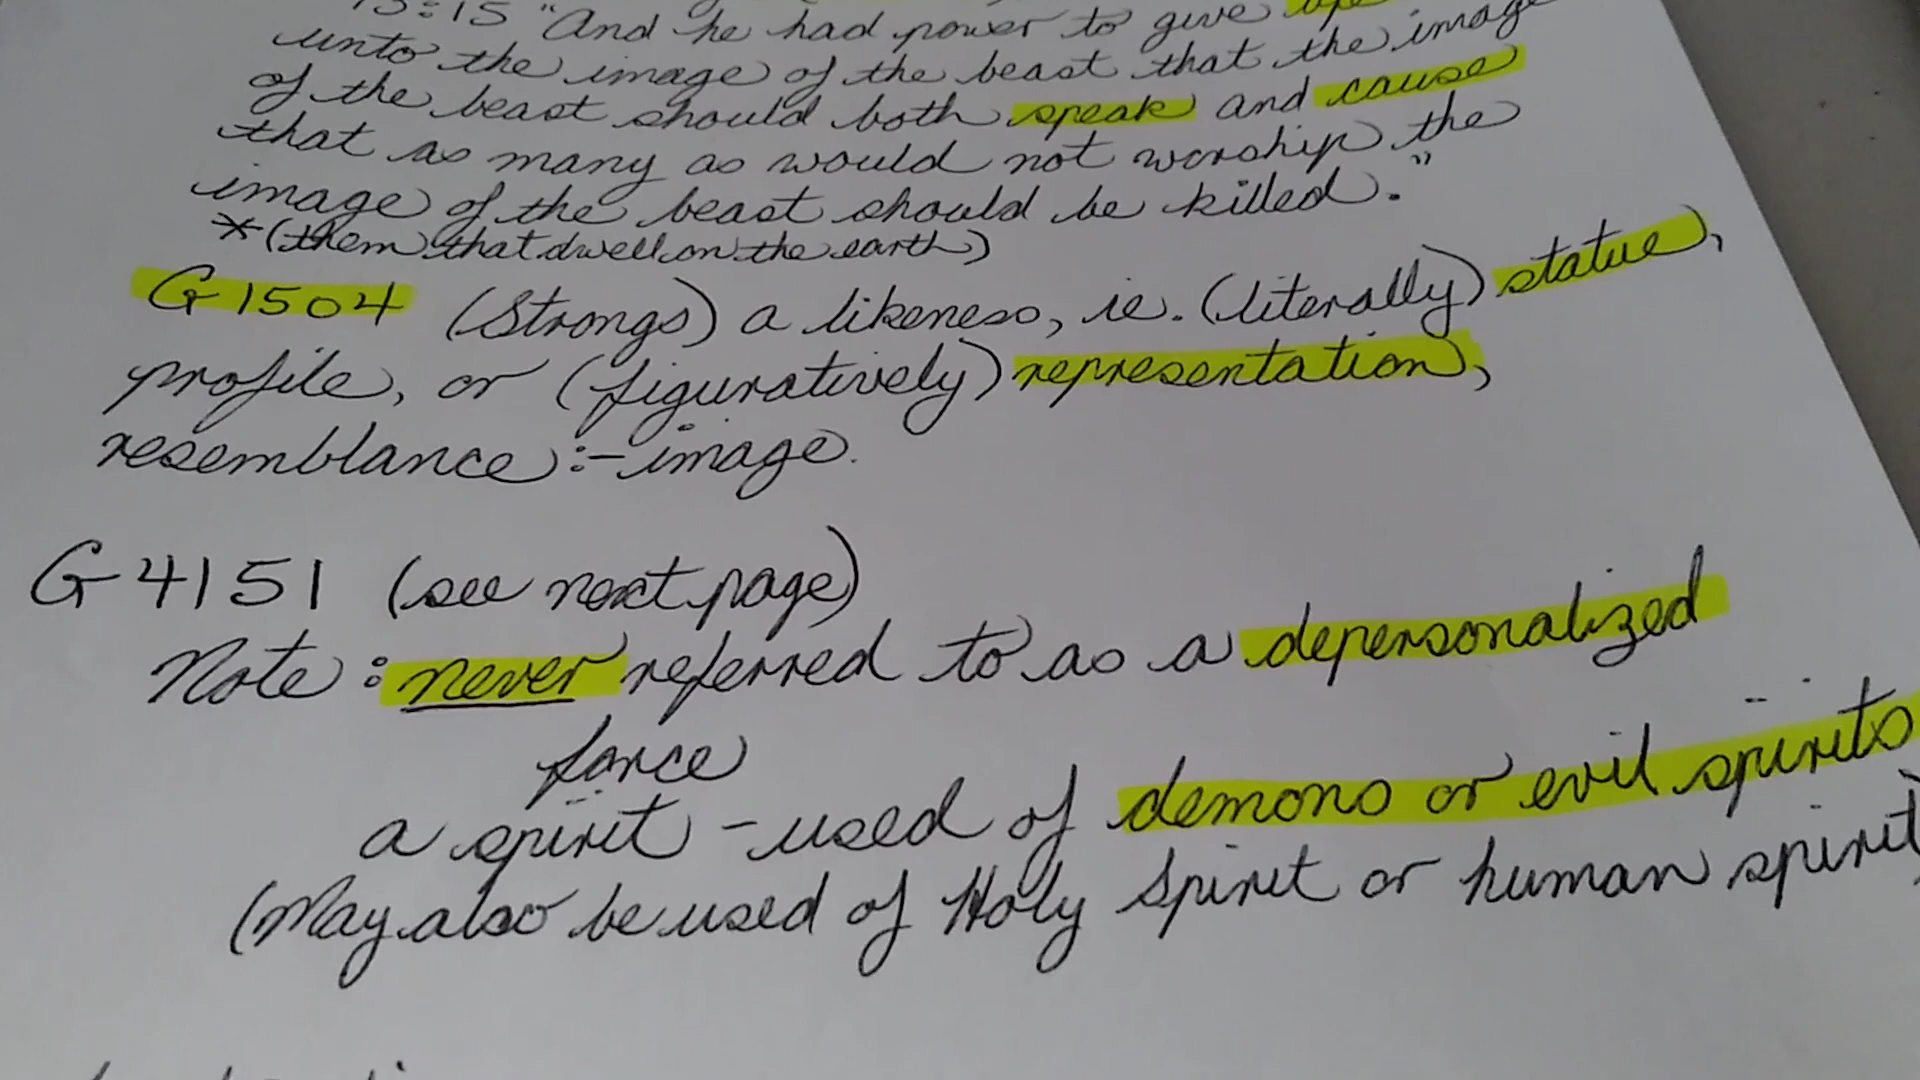 13:15 "And he had power to give life
unto the image of the beast that the image
of the beast should both speak and cause
that as many as would not worship the
image of the beast should be killed."
*(them that dwell on the earth)
G1504 (Strongs) a likeness, ie. (literally) statue,
profile, or (figuratively) representation,
resemblance:-image.
G4151 (see next page)
Note: never referred to as a depersonalized
force
a spirit - used of demons or evil spirits
(May also be used of Holy Spirit or human spirit)